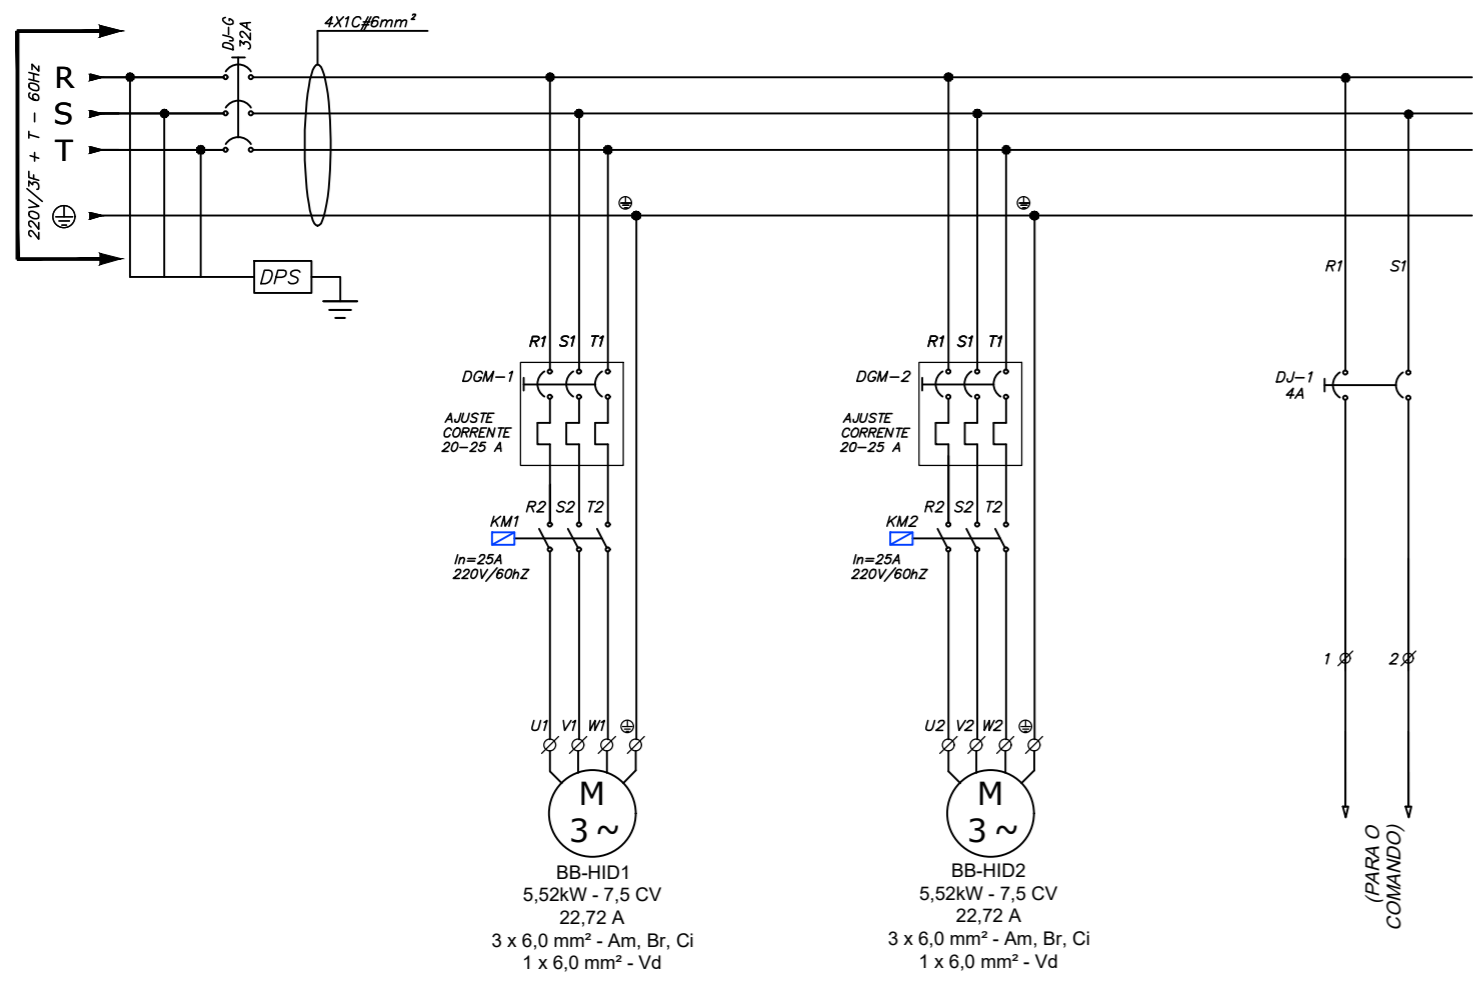 4X1C#6mm²
DJ-G
32A
220V/3F + T - 60Hz
R
S
T
DPS
R1 S1
R1 S1 T1
R1 S1 T1
DGM-1
DGM-2
DJ-1
4A
AJUSTE
CORRENTE
20-25 A
AJUSTE
CORRENTE
20-25 A
R2 S2 T2
R2 S2 T2
KM1
KM2
In=25A
220V/60hZ
In=25A
220V/60hZ
1 2
U1 V1 W1
U2 V2 W2
M
3 ~
M
3 ~
BB-HID1
5,52kW - 7,5 CV
22,72 A
3 x 6,0 mm² - Am, Br, Ci
1 x 6,0 mm² - Vd
BB-HID2
5,52kW - 7,5 CV
22,72 A
3 x 6,0 mm² - Am, Br, Ci
1 x 6,0 mm² - Vd
(PARA O
COMANDO)